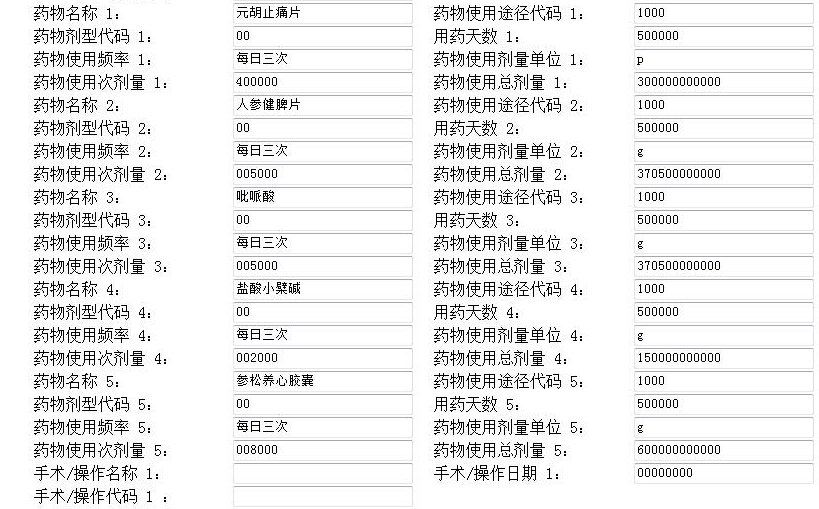 药物名称 1: 元胡止痛片 药物使用途径代码 1: 1000
药物剂型代码 1: 00 用药天数 1: 500000
药物使用频率 1: 每日三次 药物使用剂量单位 1: p
药物使用次剂量 1: 400000 药物使用总剂量 1: 300000000000
药物名称 2: 人参健脾片 药物使用途径代码 2: 1000
药物剂型代码 2: 00 用药天数 2: 500000
药物使用频率 2: 每日三次 药物使用剂量单位 2: g
药物使用次剂量 2: 005000 药物使用总剂量 2: 370500000000
药物名称 3: 吡哌酸 药物使用途径代码 3: 1000
药物剂型代码 3: 00 用药天数 3: 500000
药物使用频率 3: 每日三次 药物使用剂量单位 3: g
药物使用次剂量 3: 005000 药物使用总剂量 3: 370500000000
药物名称 4: 盐酸小檗碱 药物使用途径代码 4: 1000
药物剂型代码 4: 00 用药天数 4: 500000
药物使用频率 4: 每日三次 药物使用剂量单位 4: g
药物使用次剂量 4: 002000 药物使用总剂量 4: 150000000000
药物名称 5: 参松养心胶囊 药物使用途径代码 5: 1000
药物剂型代码 5: 00 用药天数 5: 500000
药物使用频率 5: 每日三次 药物使用剂量单位 5: g
药物使用次剂量 5: 008000 药物使用总剂量 5: 600000000000
手术/操作名称 1: 手术/操作日期 1: 00000000
手术/操作代码 1 :